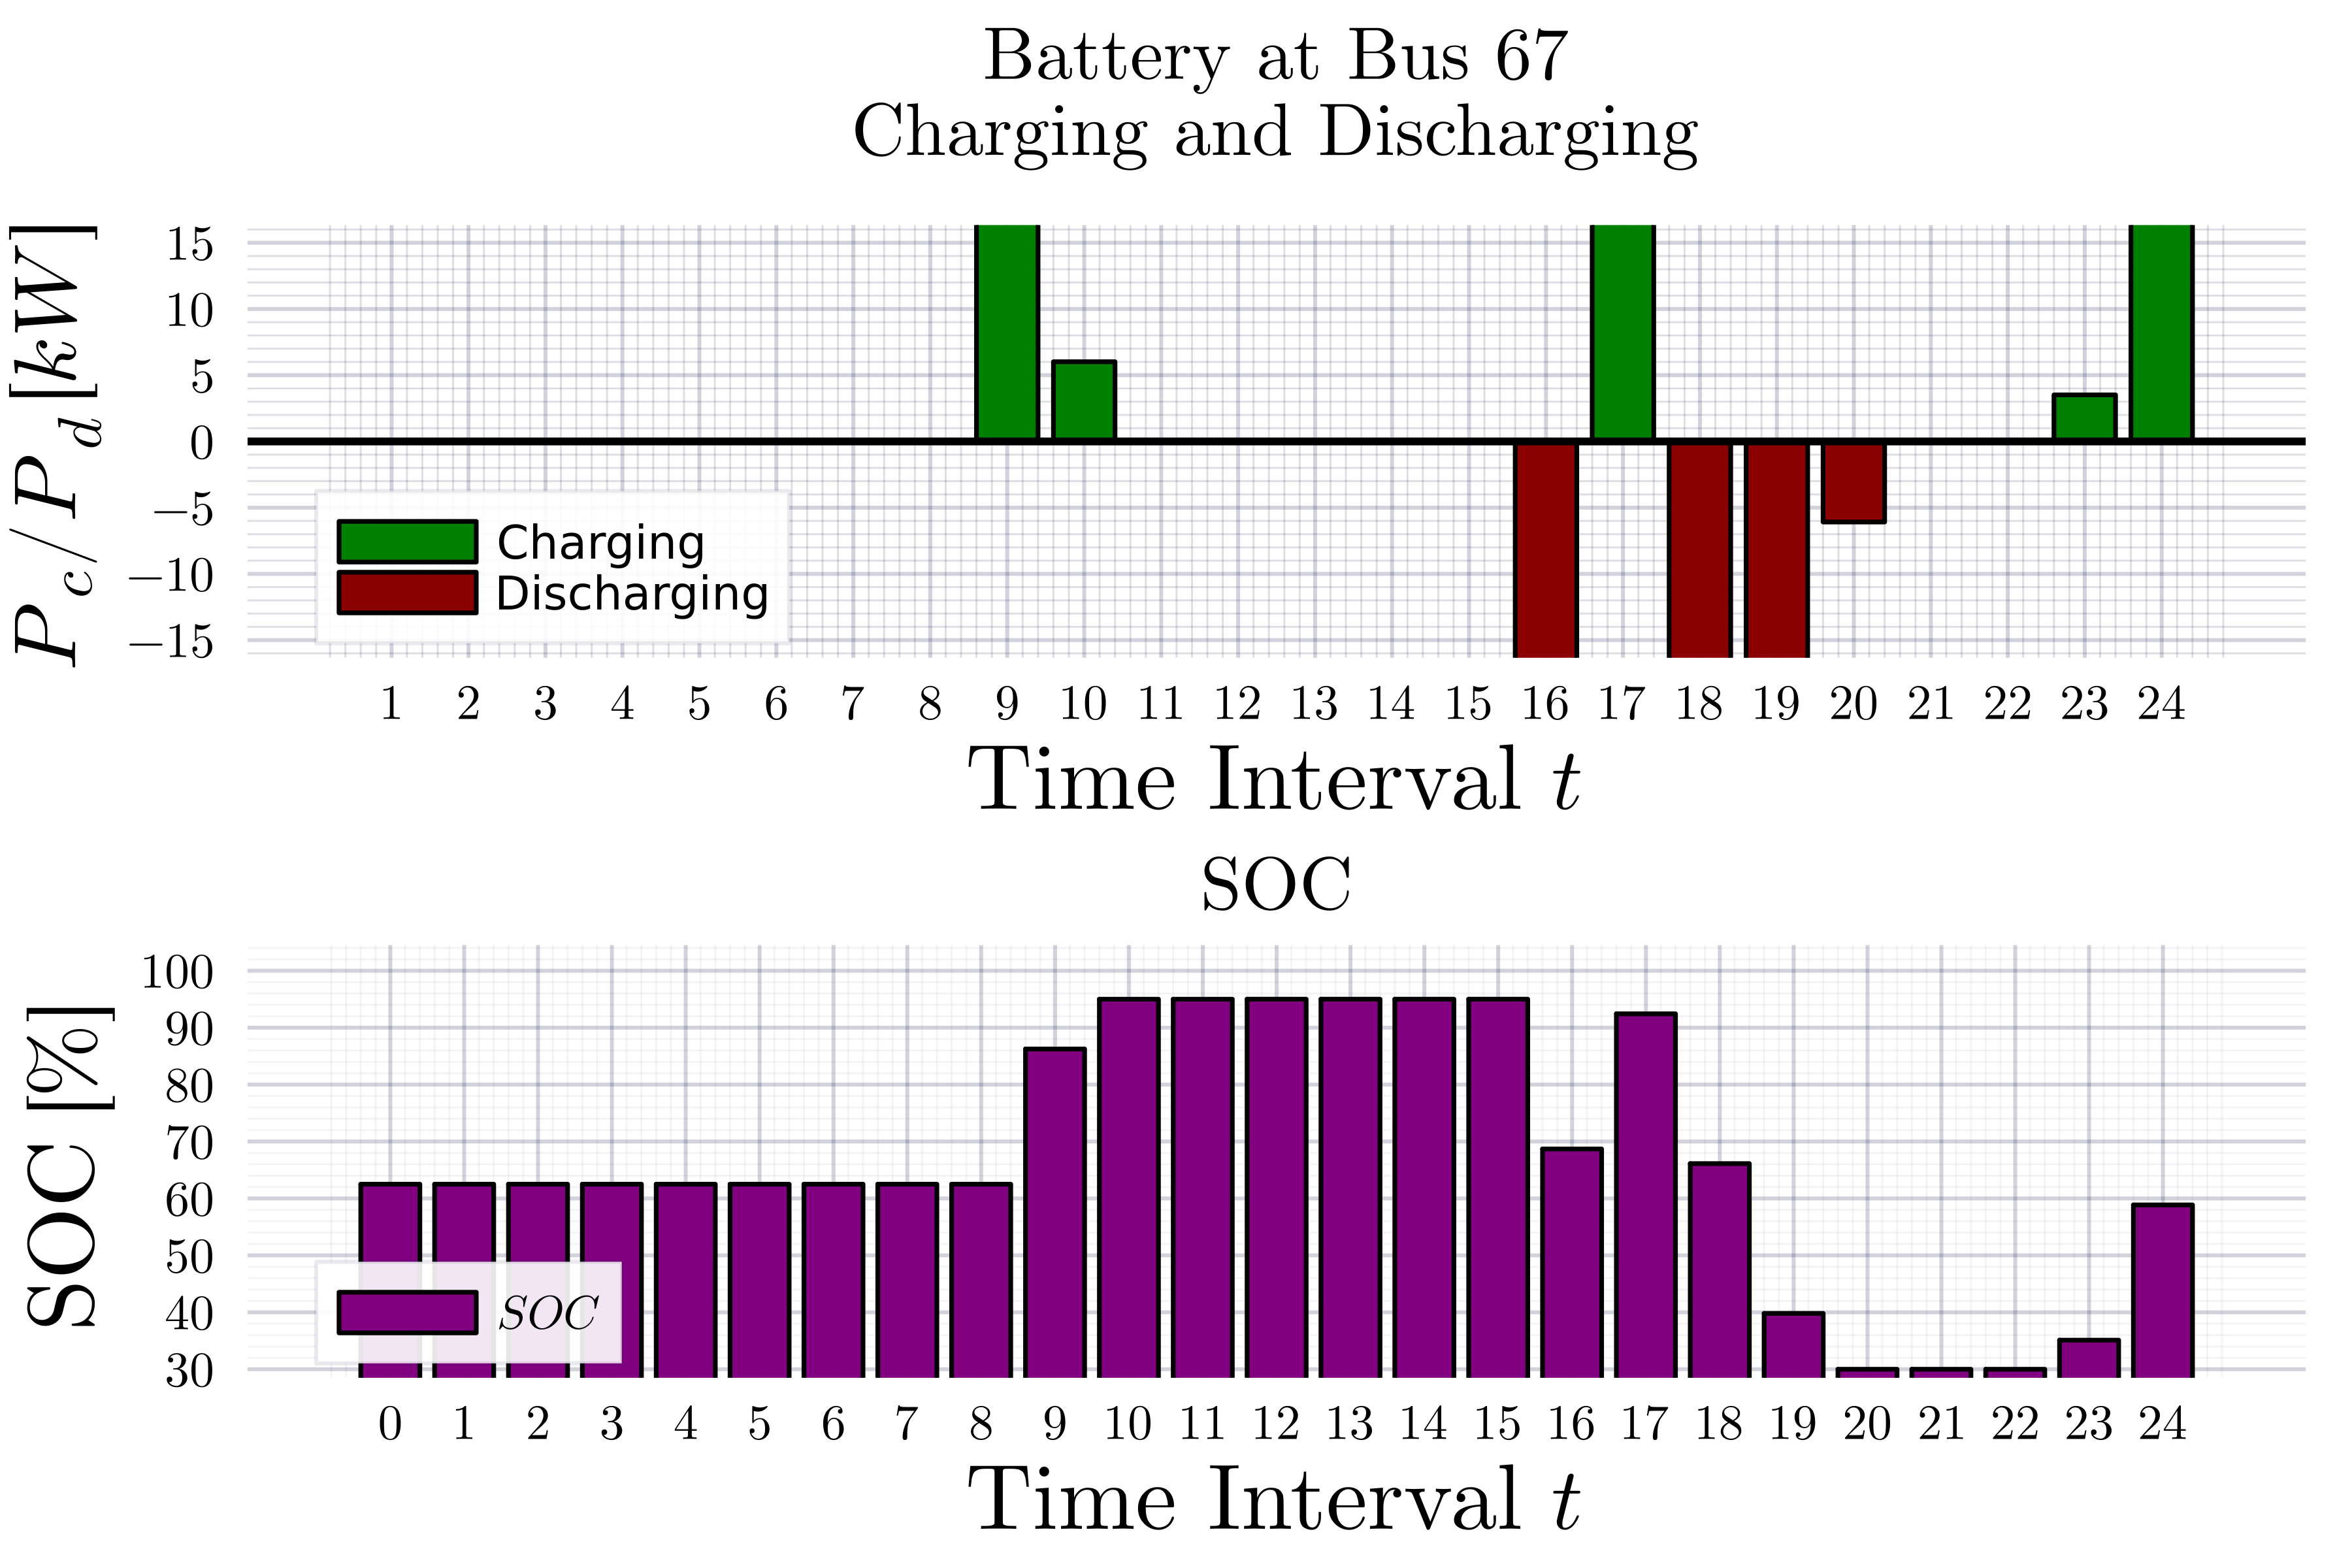 Battery at Bus 67
Charging and Discharging
P_c/P_d [kW]
15
10
5
0
−5
−10
−15
Charging
Discharging
1 2 3 4 5 6 7 8 9 10 11 12 13 14 15 16 17 18 19 20 21 22 23 24
Time Interval t
SOC
SOC [%]
100
90
80
70
60
50
40
30
SOC
0 1 2 3 4 5 6 7 8 9 10 11 12 13 14 15 16 17 18 19 20 21 22 23 24
Time Interval t